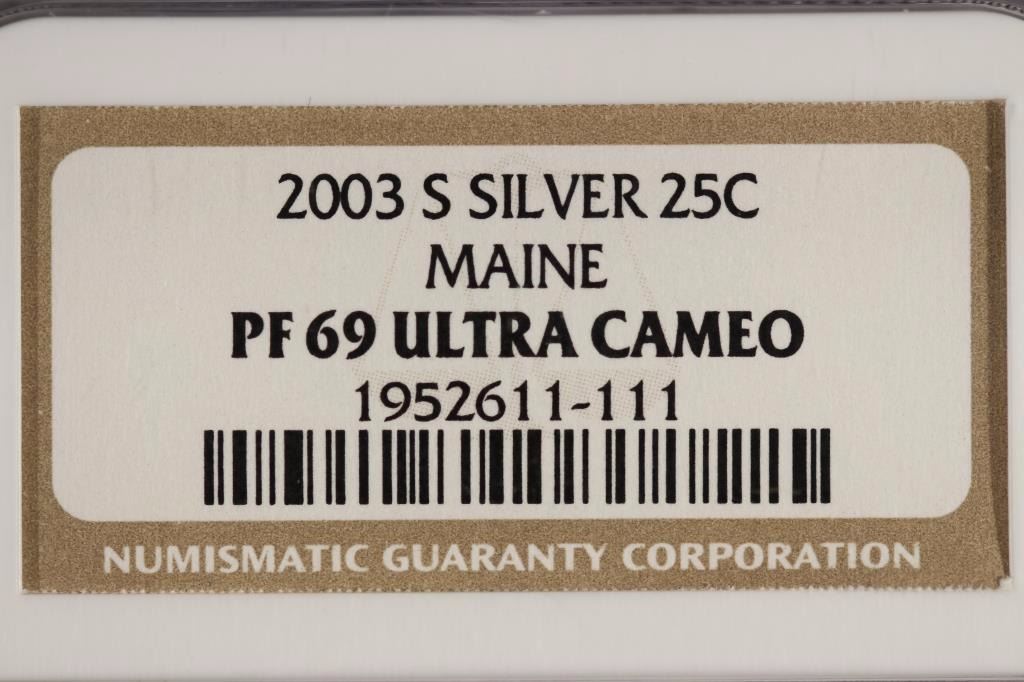 2003 S SILVER 25C
MAINE
PF 69 ULTRA CAMEO
1952611-111
NUMISMATIC GUARANTY CORPORATION